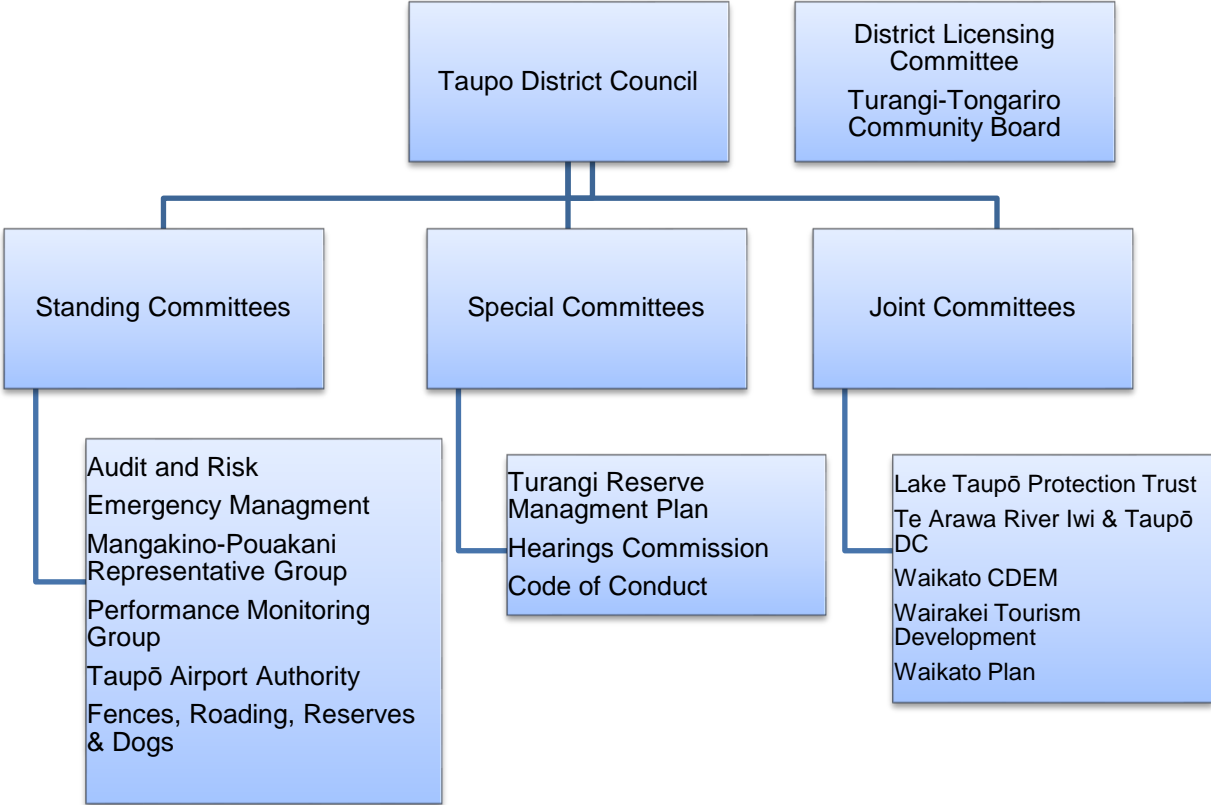 Taupo District Council
District Licensing
Committee
Turangi-Tongariro
Community Board
Standing Committees
Special Committees
Joint Committees
Audit and Risk
Emergency Managment
Mangakino-Pouakani
Representative Group
Performance Monitoring
Group
Taupō Airport Authority
Fences, Roading, Reserves
& Dogs
Turangi Reserve
Managment Plan
Hearings Commission
Code of Conduct
Lake Taupō Protection Trust
Te Arawa River Iwi & Taupō
DC
Waikato CDEM
Wairakei Tourism
Development
Waikato Plan